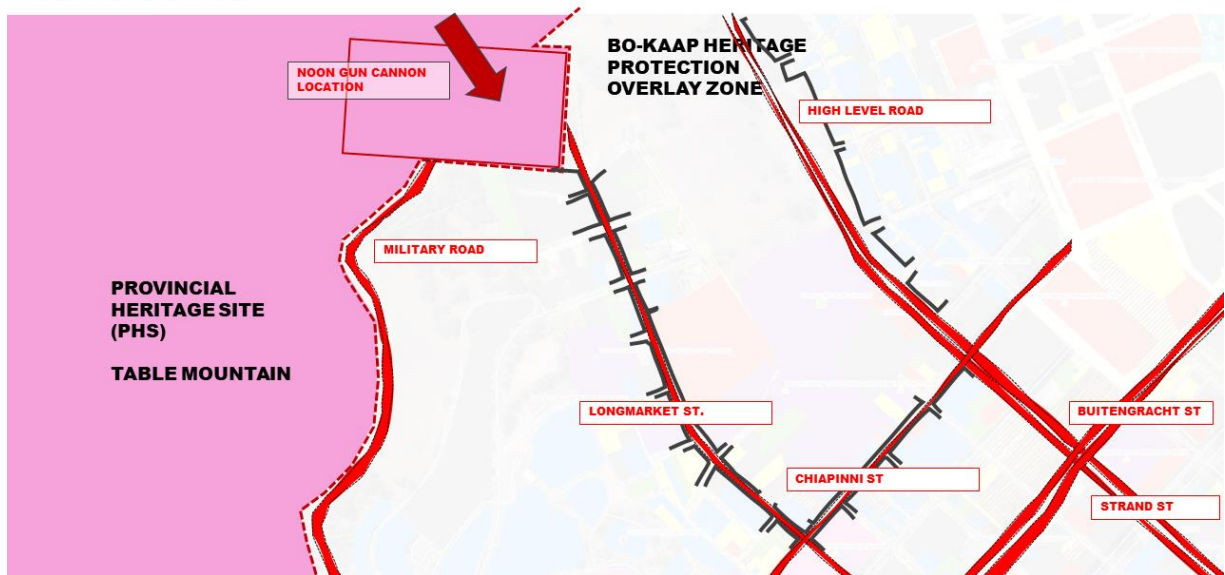 BO-KAAP HERITAGE
PROTECTION
OVERLAY ZONE
NOON GUN CANNON
LOCATION
HIGH LEVEL ROAD
MILITARY ROAD
PROVINCIAL
HERITAGE SITE
(PHS)
TABLE MOUNTAIN
LONGMARKET ST.
BUITENGRACHT ST
CHIAPINNI ST
STRAND ST